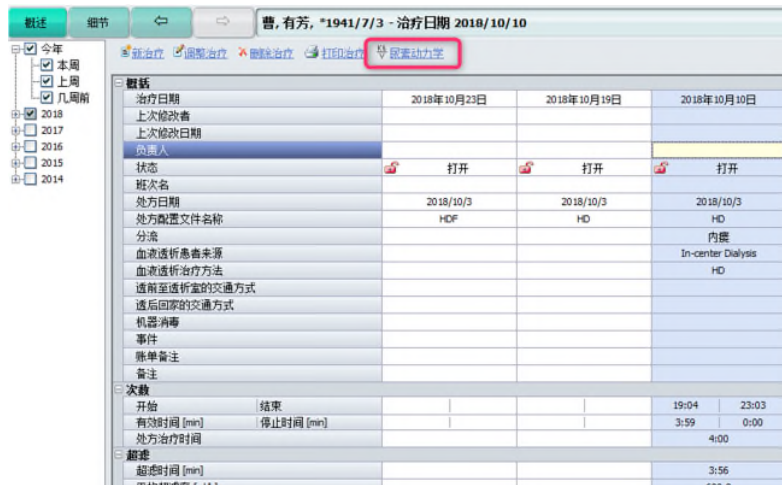 概述 细节 曹, 有芳, *1941/7/3 - 治疗日期 2018/10/10
新治疗 调整治疗 删除治疗 打印治疗 尿素动力学
今年
本周
上周
几周前
2018
2017
2016
2015
2014
概括
治疗日期 2018年10月23日 2018年10月19日 2018年10月10日
上次修改者
上次修改日期
负责人
状态 打开 打开 打开
班次名
处方日期 2018/10/3 2018/10/3 2018/10/3
处方配置文件名称 HDF HD HD
分流 内瘘
血液透析患者来源 In-center Dialysis
血液透析治疗方法 HD
透前至透析室的交通方式
透后回家的交通方式
机器消毒
事件
账单备注
备注
次数
开始 结束 19:04 23:03
有效时间 [min] 停止时间 [min] 3:59 0:00
处方治疗时间 4:00
超滤
超滤时间 [min] 3:56